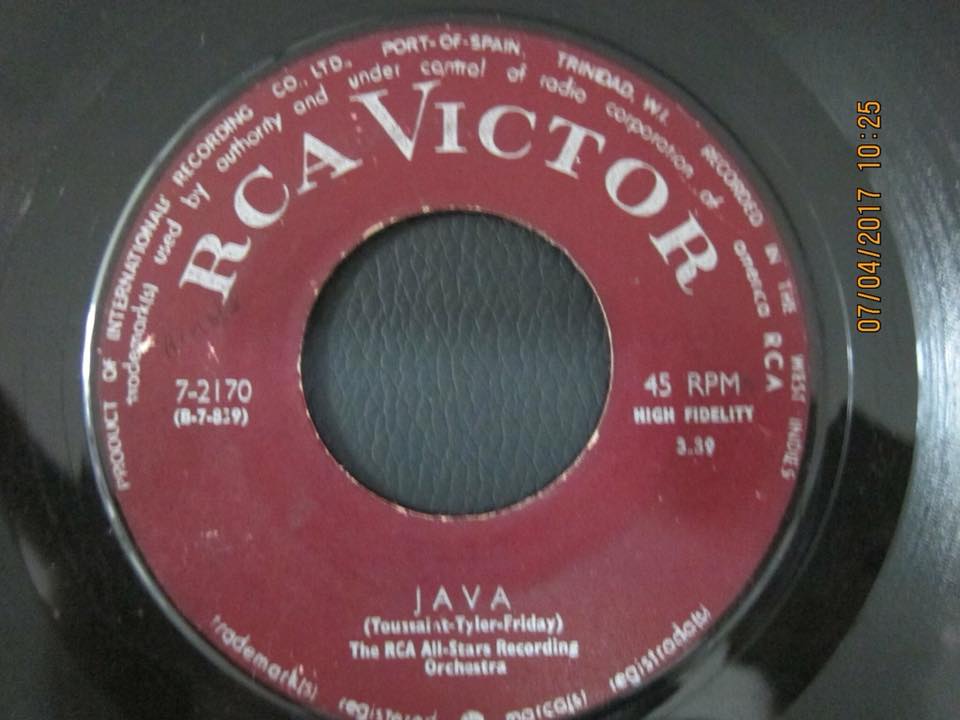 PRODUCT OF INTERNATIONAL RECORDING CO., LTD., PORT-OF-SPAIN, TRINIDAD, W.I. RECORDED IN THE WEST INDIES
trademark(s) used by authority and under control of radio corporation of america RCA
RCA VICTOR
7-2170
45 RPM
HIGH FIDELITY
3.39
JAVA
(Toussaint-Tyler-Friday)
The RCA All-Stars Recording
Orchestra
trademark(s) registered marca(s) registrada(s)
07/04/2017 10:25